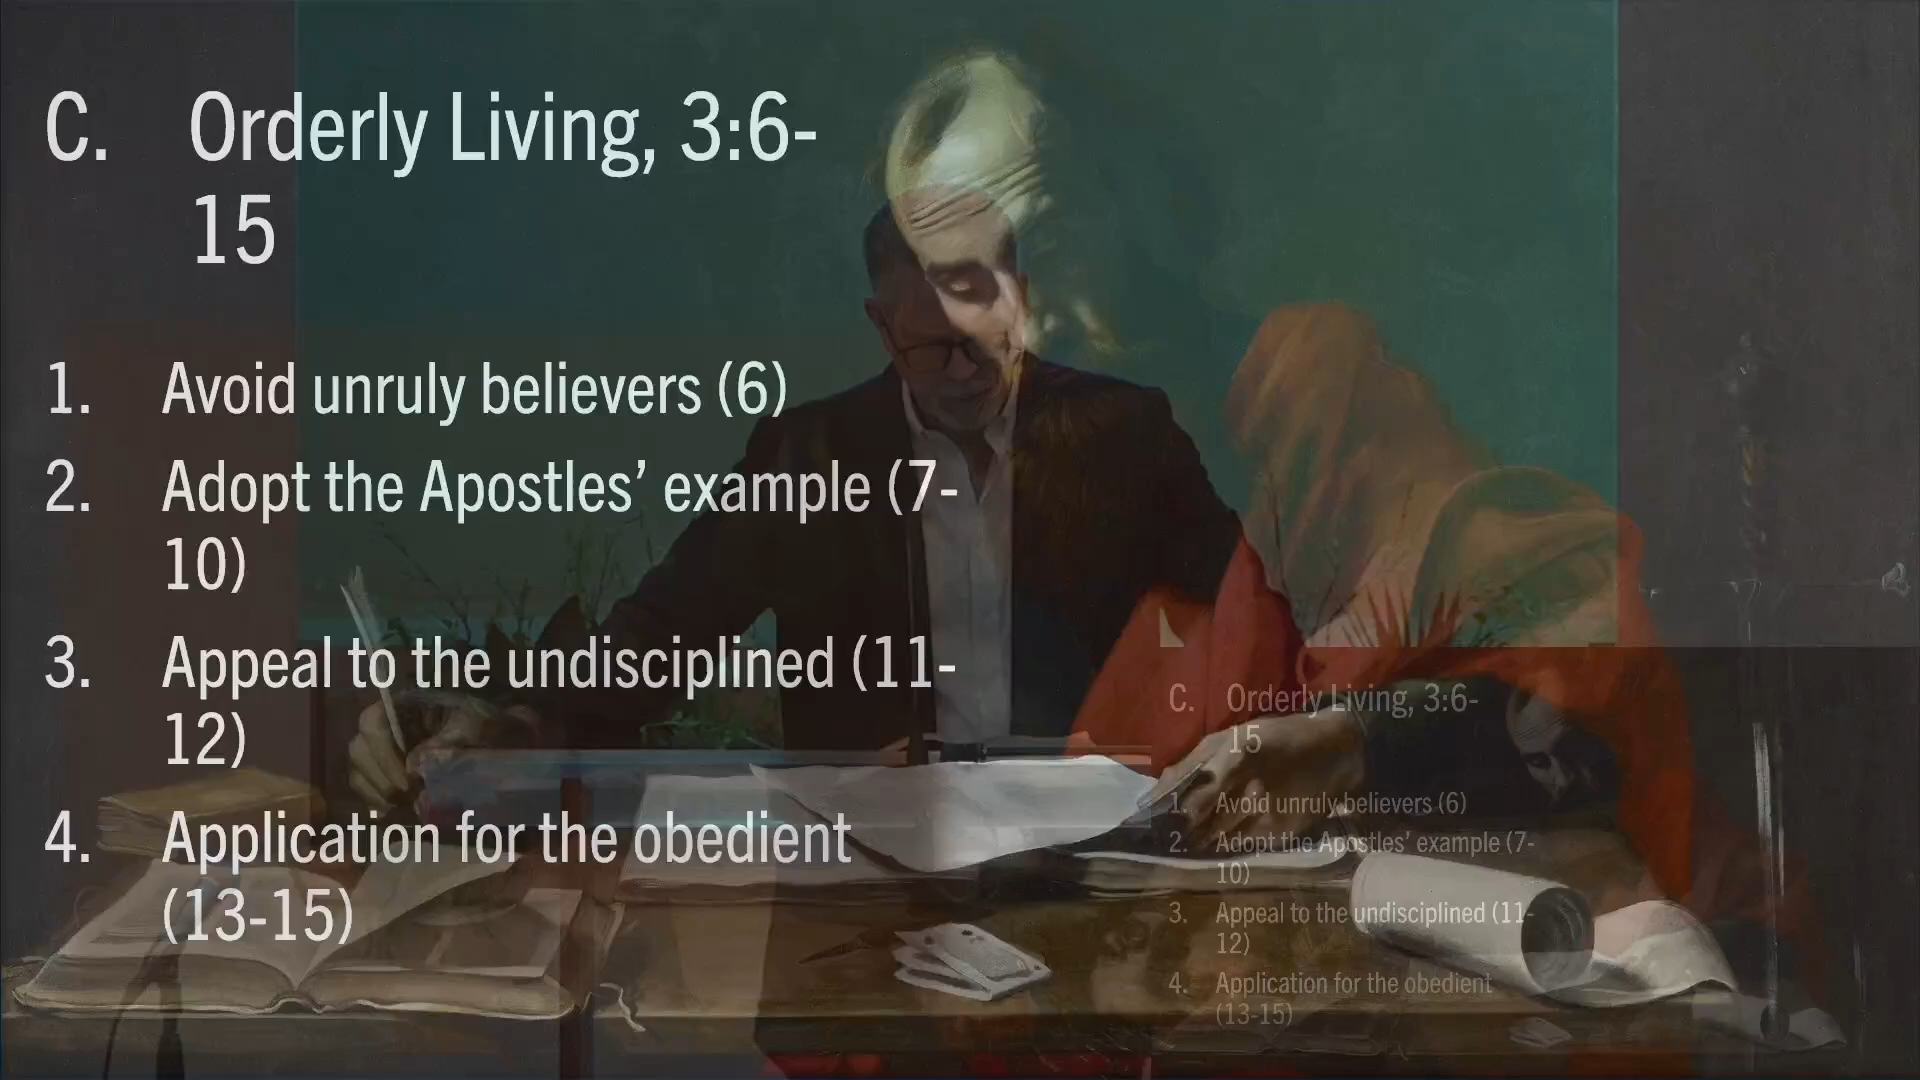 C. Orderly Living, 3:6-
15
1. Avoid unruly believers (6)
2. Adopt the Apostles’ example (7-
10)
3. Appeal to the undisciplined (11-
12)
4. Application for the obedient
(13-15)
C. Orderly Living, 3:6-
15
1. Avoid unruly believers (6)
2. Adopt the Apostles’ example (7-
10)
3. Appeal to the undisciplined (11-
12)
4. Application for the obedient
(13-15)